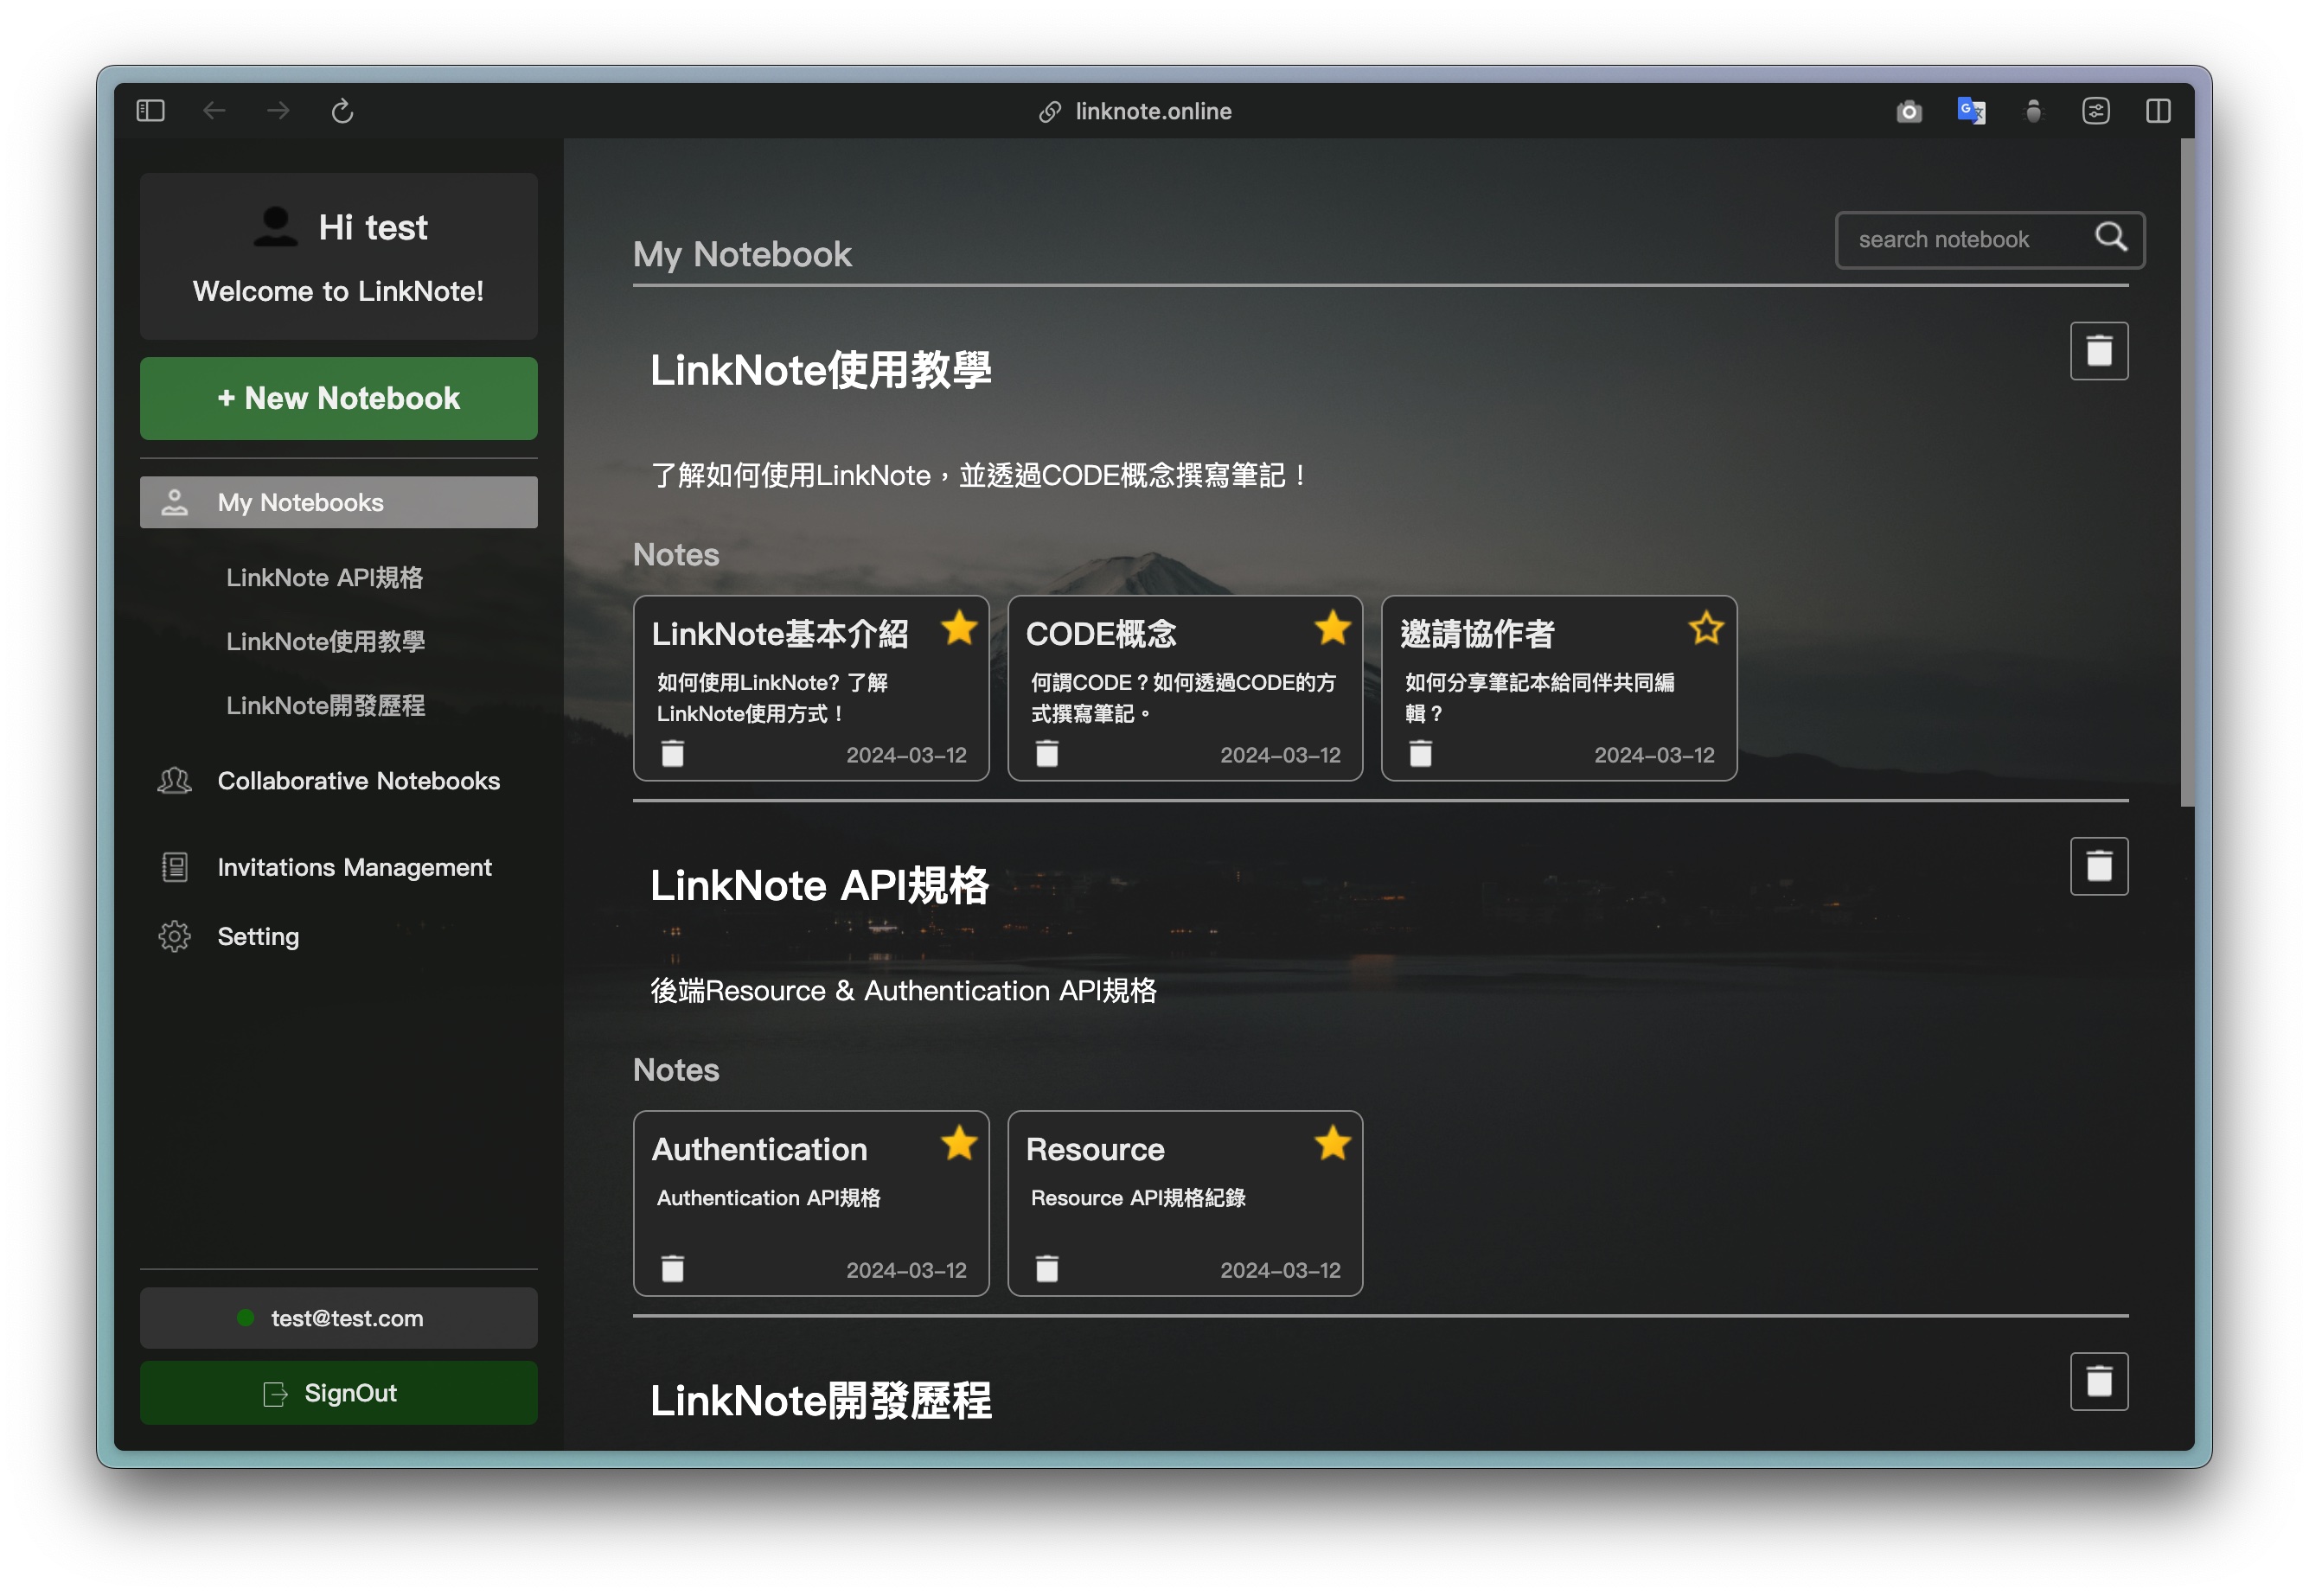 linknote.online
Hi test
Welcome to LinkNote!
+ New Notebook
My Notebooks
LinkNote API規格
LinkNote使用教學
LinkNote開發歷程
Collaborative Notebooks
Invitations Management
Setting
test@test.com
SignOut
My Notebook
search notebook
LinkNote使用教學
了解如何使用LinkNote，並透過CODE概念撰寫筆記！
Notes
LinkNote基本介紹
如何使用LinkNote? 了解
LinkNote使用方式！
2024-03-12
CODE概念
何謂CODE？如何透過CODE的方
式撰寫筆記。
2024-03-12
邀請協作者
如何分享筆記本給同伴共同編
輯？
2024-03-12
LinkNote API規格
後端Resource & Authentication API規格
Notes
Authentication
Authentication API規格
2024-03-12
Resource
Resource API規格紀錄
2024-03-12
LinkNote開發歷程